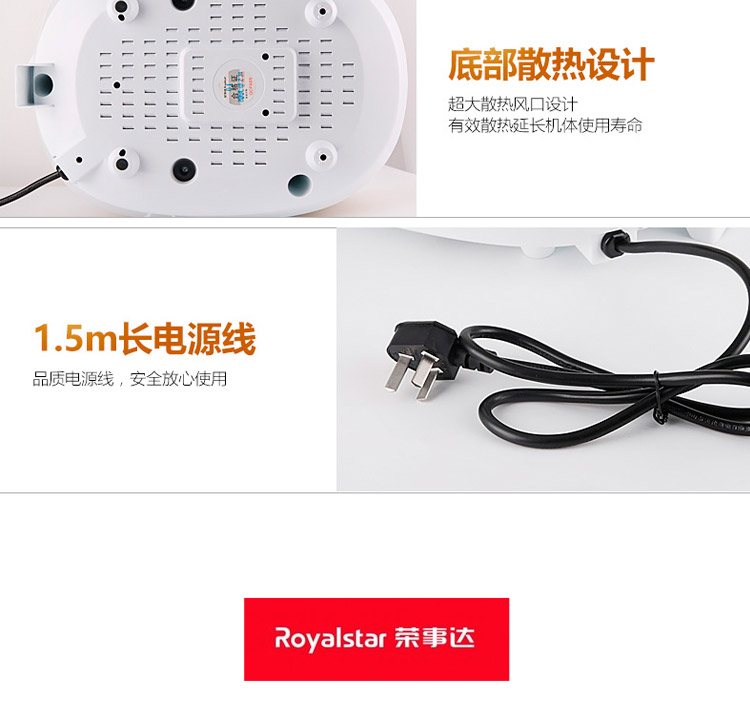 底部散热设计
超大散热风口设计
有效散热延长机体使用寿命
1.5m长电源线
品质电源线，安全放心使用
Royalstar 荣事达